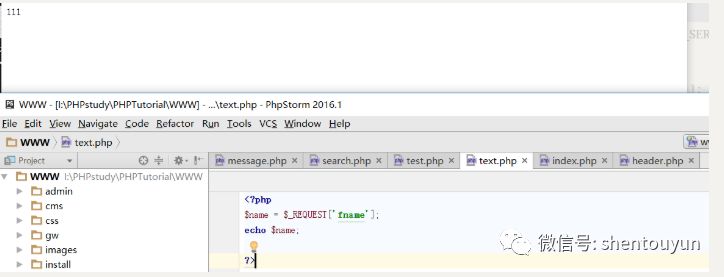 111
_SER
WWW - [I:\PHPstudy\PHPTutorial\WWW] - ...\text.php - PhpStorm 2016.1
File Edit View Navigate Code Refactor Run Tools VCS Window Help
WWW text.php
Project message.php search.php test.php text.php index.php header.php
WWW I:\PHPstudy\PHPTutorial\WWW
admin
cms
css
gw
images
install
<?php
$name = $_REQUEST['fname'];
echo $name;
?>
微信号: shentouyun